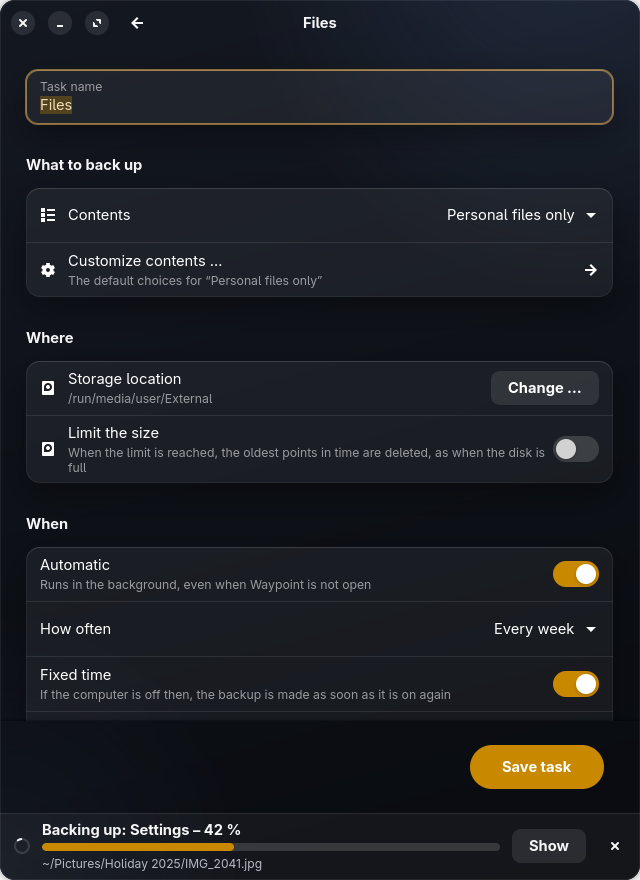 Files
Task name
Files
What to back up
Contents
Personal files only
Customize contents ...
The default choices for “Personal files only”
Where
Storage location
/run/media/user/External
Change ...
Limit the size
When the limit is reached, the oldest points in time are deleted, as when the disk is
full
When
Automatic
Runs in the background, even when Waypoint is not open
How often
Every week
Fixed time
If the computer is off then, the backup is made as soon as it is on again
Save task
Backing up: Settings – 42 %
~/Pictures/Holiday 2025/IMG_2041.jpg
Show